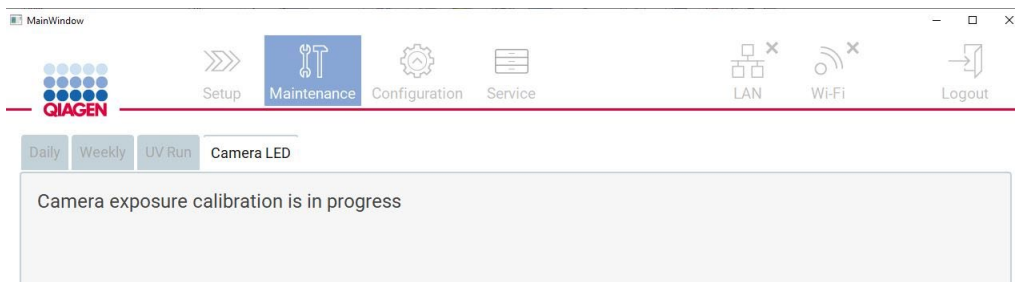 MainWindow
Setup Maintenance Configuration Service LAN Wi-Fi Logout
QIAGEN
Daily Weekly UV Run Camera LED
Camera exposure calibration is in progress